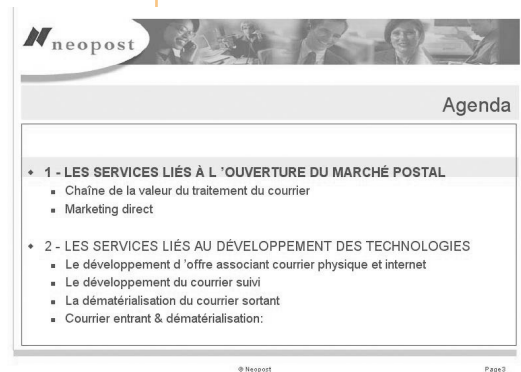 neopost
Agenda
1 - LES SERVICES LIÉS À L 'OUVERTURE DU MARCHÉ POSTAL
Chaîne de la valeur du traitement du courrier
Marketing direct
2 - LES SERVICES LIÉS AU DÉVELOPPEMENT DES TECHNOLOGIES
Le développement d 'offre associant courrier physique et internet
Le développement du courrier suivi
La dématérialisation du courrier sortant
Courrier entrant & dématérialisation:
@ Neopost Page3